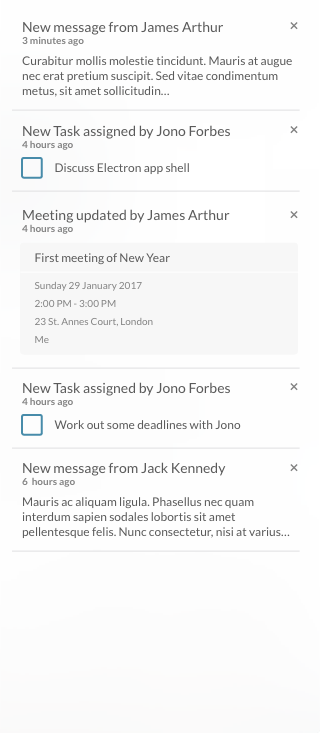 New message from James Arthur
3 minutes ago
Curabitur mollis molestie tincidunt. Mauris at augue
nec erat pretium suscipit. Sed vitae condimentum
metus, sit amet sollicitudin...
New Task assigned by Jono Forbes
4 hours ago
Discuss Electron app shell
Meeting updated by James Arthur
4 hours ago
First meeting of New Year
Sunday 29 January 2017
2:00 PM - 3:00 PM
23 St. Annes Court, London
Me
New Task assigned by Jono Forbes
4 hours ago
Work out some deadlines with Jono
New message from Jack Kennedy
6 hours ago
Mauris ac aliquam ligula. Phasellus nec quam
interdum sapien sodales lobortis sit amet
pellentesque felis. Nunc consectetur, nisi at varius...